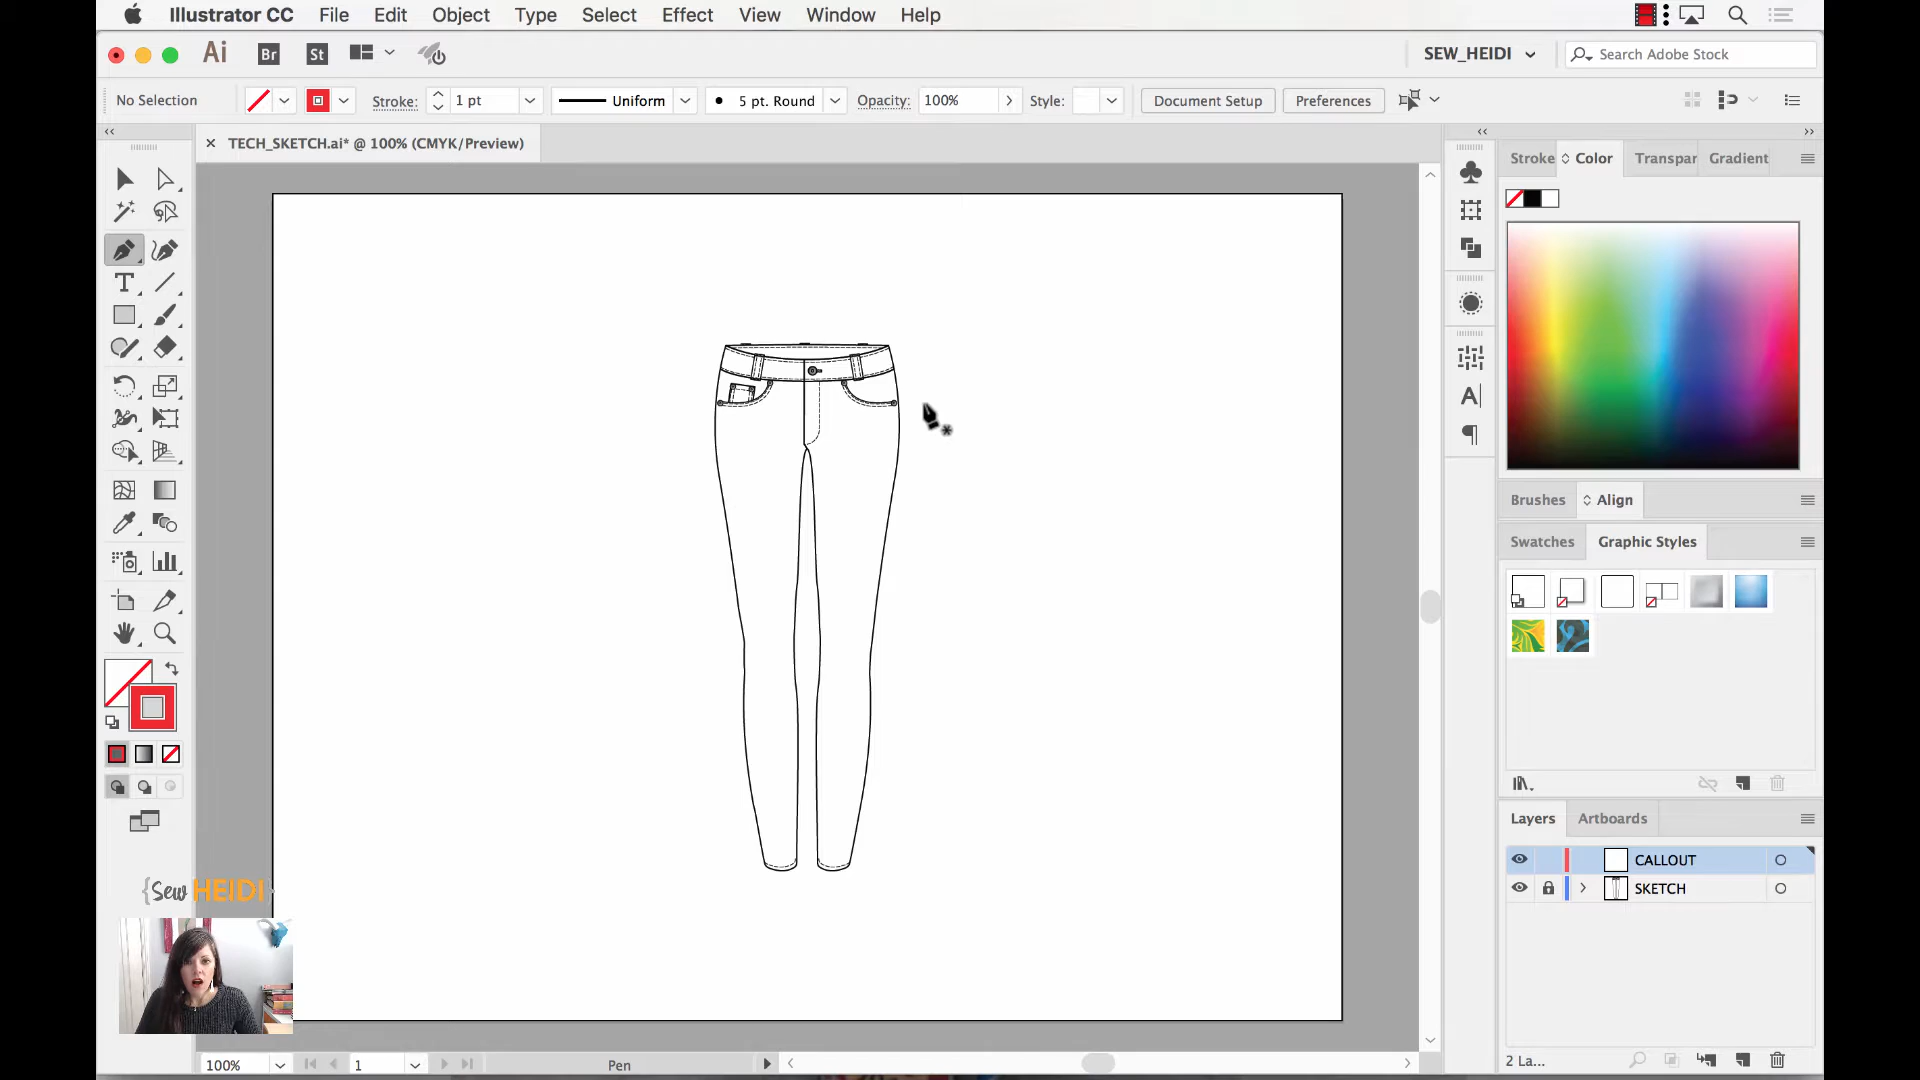 Illustrator CC File Edit Object Type Select Effect View Window Help
Ai Br St SEW_HEIDI Search Adobe Stock
No Selection Stroke: 1 pt Uniform 5 pt. Round Opacity: 100% Style: Document Setup Preferences
TECH_SKETCH.ai* @ 100% (CMYK/Preview)
Stroke Color Transpar Gradient
Brushes Align
Swatches Graphic Styles
Layers Artboards
CALLOUT
SKETCH
{Sew HEIDI}
2 La...
100% 1 Pen